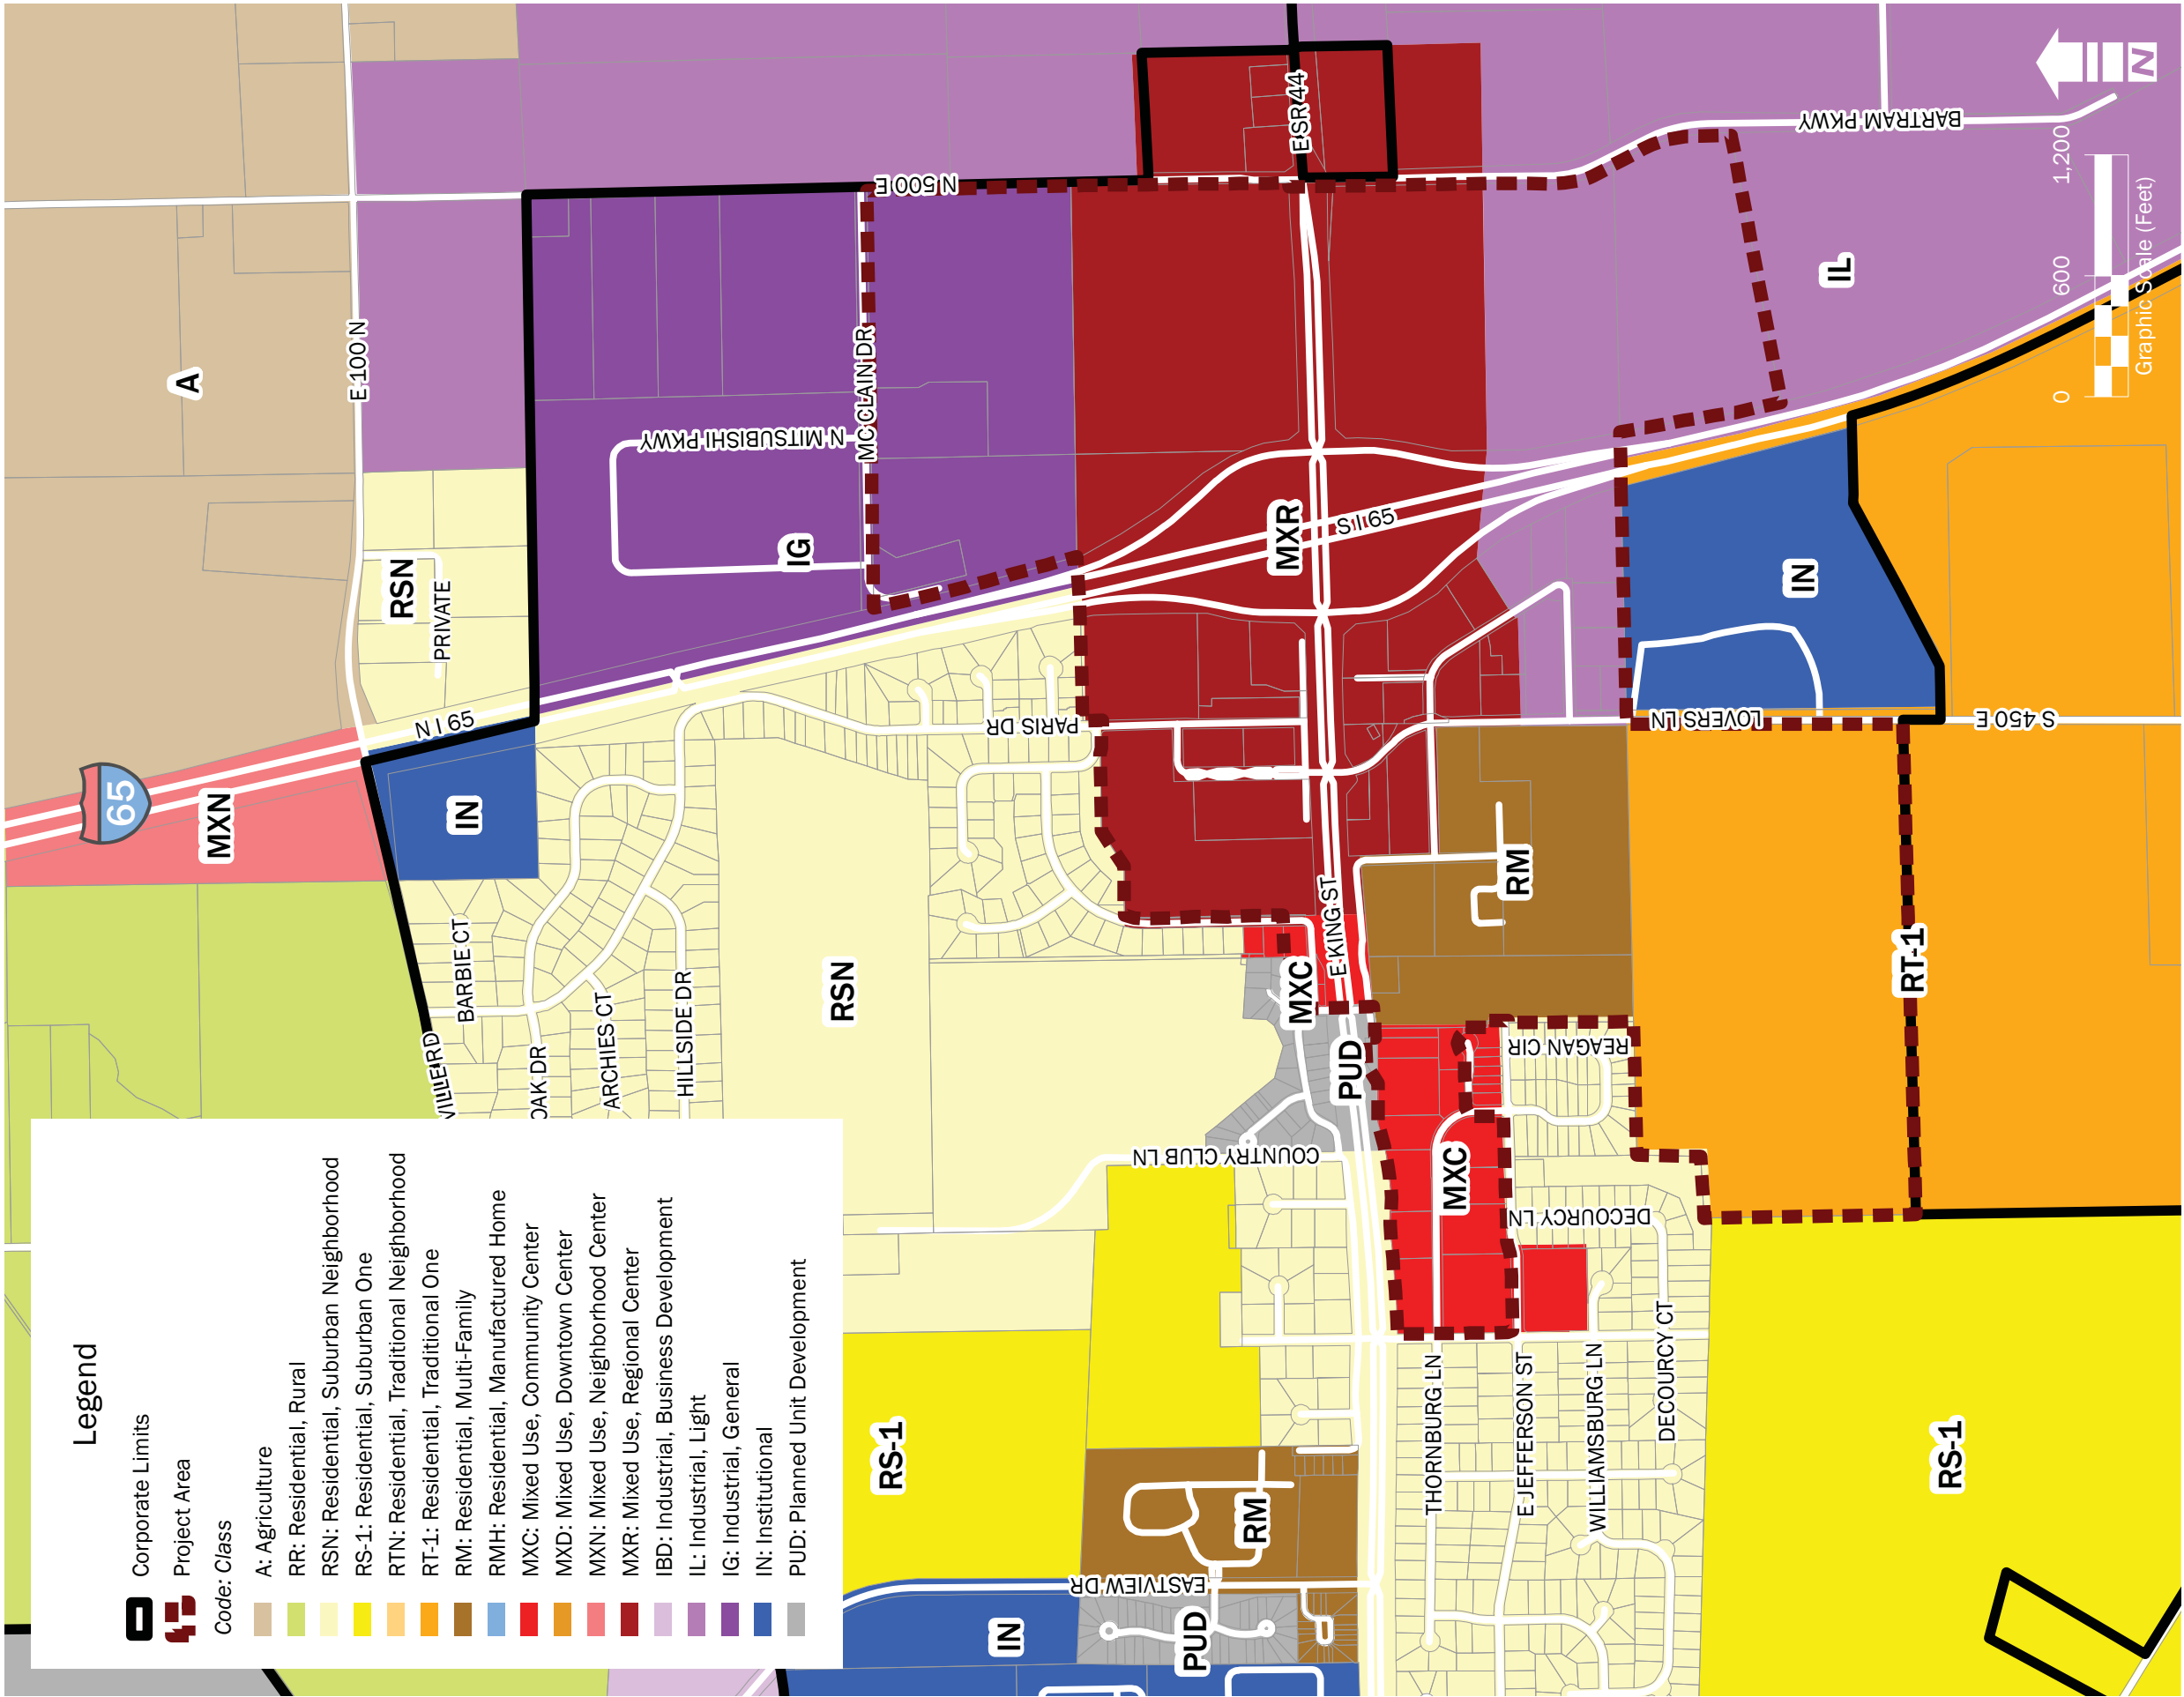 Legend
Corporate Limits
Project Area
Code: Class
A: Agriculture
RR: Residential, Rural
RSN: Residential, Suburban Neighborhood
RS-1: Residential, Suburban One
RTN: Residential, Traditional Neighborhood
RT-1: Residential, Traditional One
RM: Residential, Multi-Family
RMH: Residential, Manufactured Home
MXC: Mixed Use, Community Center
MXD: Mixed Use, Downtown Center
MXN: Mixed Use, Neighborhood Center
MXR: Mixed Use, Regional Center
IBD: Industrial, Business Development
IL: Industrial, Light
IG: Industrial, General
IN: Institutional
PUD: Planned Unit Development
A
E 100 N
RSN
PRIVATE
N I 65
65
MXN
IN
BARBIE CT
OAK DR
ARCHIES CT
HILLSIDE DR
RSN
IG
N MITSUBISHI PKWY
MC CLAIN DR
N 500 E
E SR 44
BARTRAM PKWY
N
0
600
1,200
Graphic Scale (Feet)
IL
MXR
S I 65
PARIS DR
IN
LOVERS LN
S 450 E
RM
E KING ST
MXC
PUD
RT-1
REAGAN CIR
COUNTRY CLUB LN
MXC
DECOURCY LN
DECOURCY CT
THORNBURG LN
E JEFFERSON ST
WILLIAMSBURG LN
RS-1
RS-1
RM
EASTVIEW DR
IN
PUD